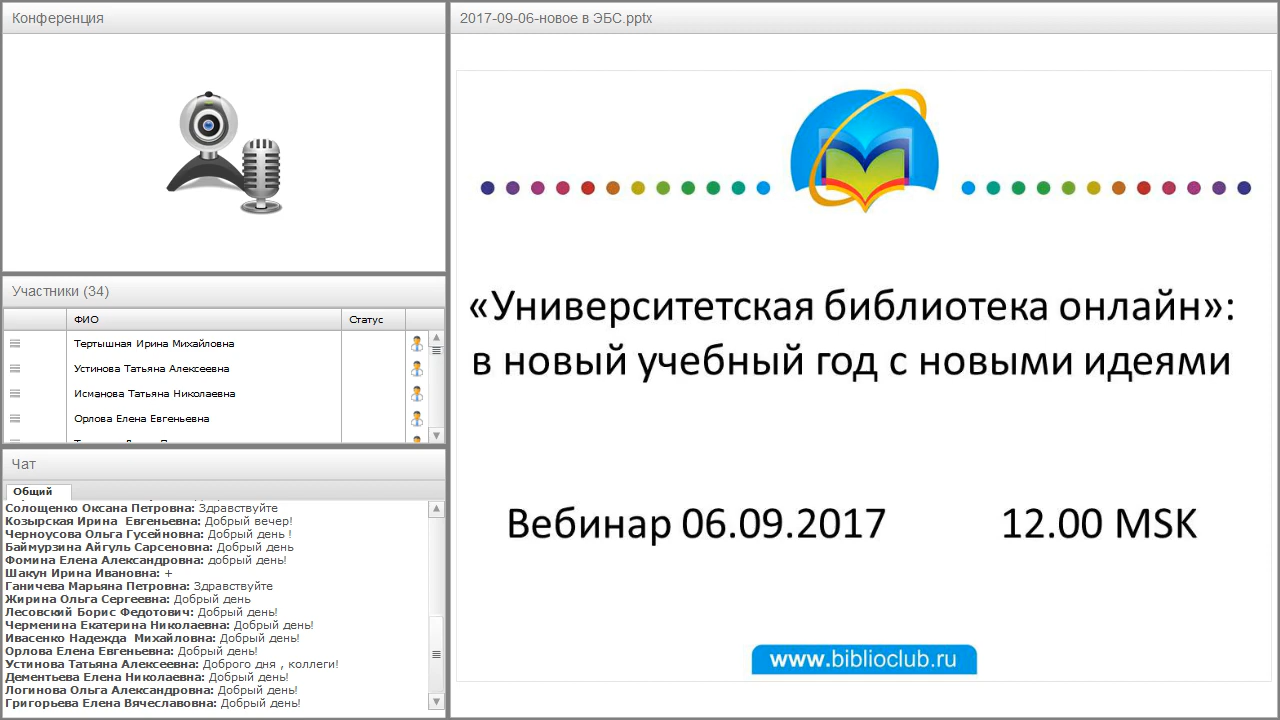 Конференция
Участники (34)
ФИО Статус
Тертышная Ирина Михайловна
Устинова Татьяна Алексеевна
Исманова Татьяна Николаевна
Орлова Елена Евгеньевна
Чат
Общий
Солощенко Оксана Петровна: Здравствуйте
Козырская Ирина Евгеньевна: Добрый вечер!
Черноусова Ольга Гусейновна: Добрый день !
Баймурзина Айгуль Сарсеновна: Добрый день
Фомина Елена Александровна: добрый день!
Шакун Ирина Ивановна: +
Ганичева Марьяна Петровна: Здравствуйте
Жирина Ольга Сергеевна: Добрый день
Лесовский Борис Федотович: Добрый день!
Черменина Екатерина Николаевна: Добрый день!
Ивасенко Надежда Михайловна: Добрый день!
Орлова Елена Евгеньевна: Добрый день!
Устинова Татьяна Алексеевна: Доброго дня , коллеги!
Дементьева Елена Николаевна: Добрый день!
Логинова Ольга Александровна: Добрый день!
Григорьева Елена Вячеславовна: Добрый день!
2017-09-06-новое в ЭБС.pptx
«Университетская библиотека онлайн»:
в новый учебный год с новыми идеями
Вебинар 06.09.2017 12.00 MSK
www.biblioclub.ru